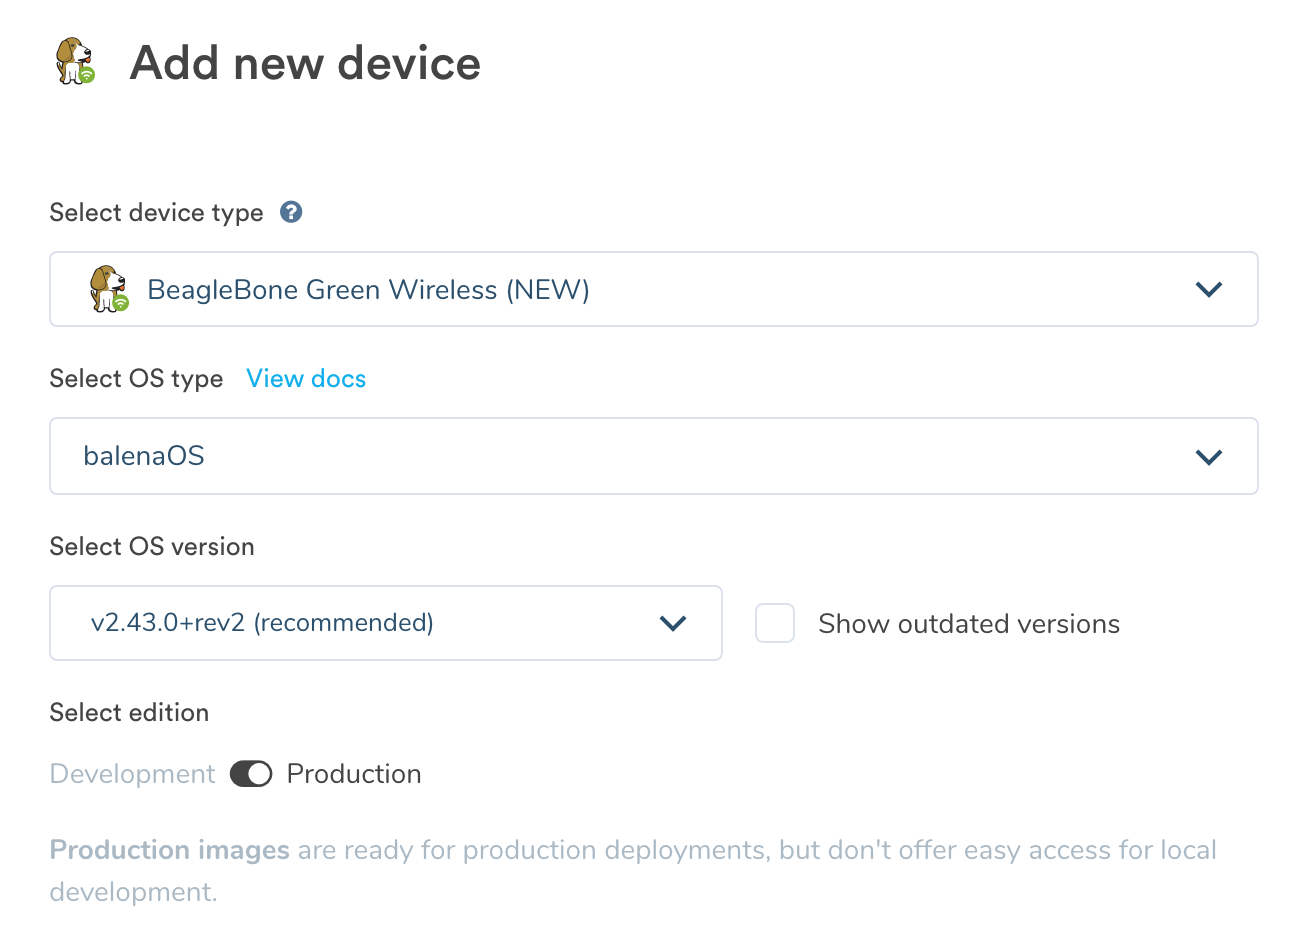 Add new device
Select device type ?
BeagleBone Green Wireless (NEW)
Select OS type View docs
balenaOS
Select OS version
v2.43.0+rev2 (recommended)
Show outdated versions
Select edition
Development Production
Production images are ready for production deployments, but don't offer easy access for local
development.